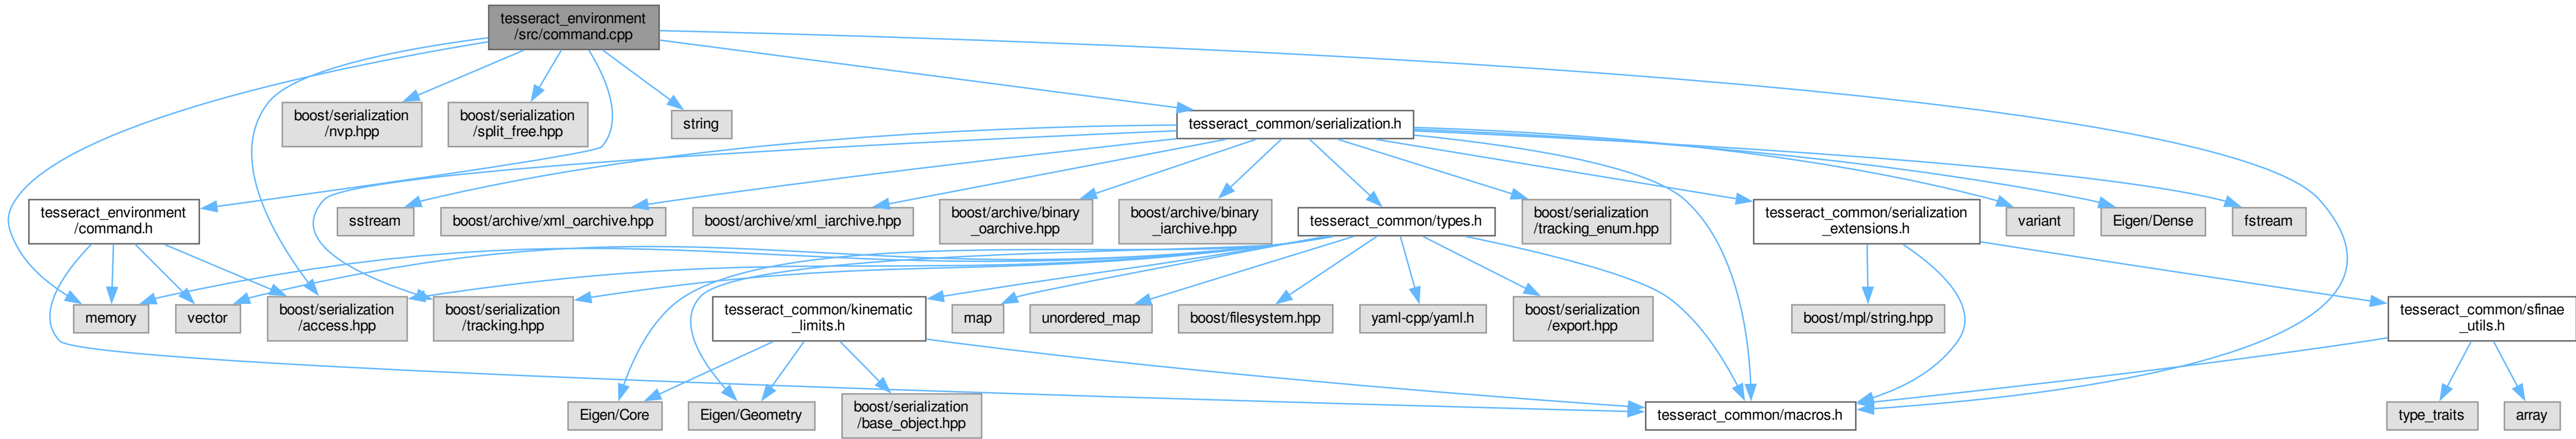 tesseract_environment
/src/command.cpp
boost/serialization
/nvp.hpp
boost/serialization
/split_free.hpp
string
tesseract_common/serialization.h
tesseract_environment
/command.h
sstream
boost/archive/xml_oarchive.hpp
boost/archive/xml_iarchive.hpp
boost/archive/binary
_oarchive.hpp
boost/archive/binary
_iarchive.hpp
tesseract_common/types.h
boost/serialization
/tracking_enum.hpp
tesseract_common/serialization
_extensions.h
variant
Eigen/Dense
fstream
memory
vector
boost/serialization
/access.hpp
boost/serialization
/tracking.hpp
tesseract_common/kinematic
_limits.h
map
unordered_map
boost/filesystem.hpp
yaml-cpp/yaml.h
boost/serialization
/export.hpp
boost/mpl/string.hpp
tesseract_common/sfinae
_utils.h
Eigen/Core
Eigen/Geometry
boost/serialization
/base_object.hpp
tesseract_common/macros.h
type_traits
array